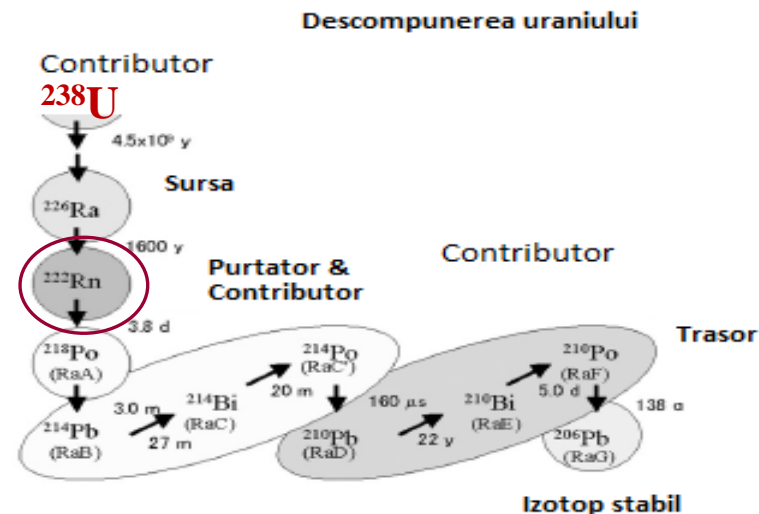 Descompunerea uraniului
Contributor
²³⁸U
4.5x10⁹ y
Sursa
²²⁶Ra
1600 y
²²²Rn
Purtator &
Contributor
Contributor
3.8 d
Trasor
²¹⁸Po
(RaA)
²¹⁴Po
(RaC')
²¹⁰Po
(RaF)
3.0 m
²¹⁴Bi
(RaC)
20 m
160 μs
²¹⁰Bi
(RaE)
5.0 d
138 α
²¹⁴Pb
(RaB)
27 m
²¹⁰Pb
(RaD)
22 y
²⁰⁶Pb
(RaG)
Izotop stabil